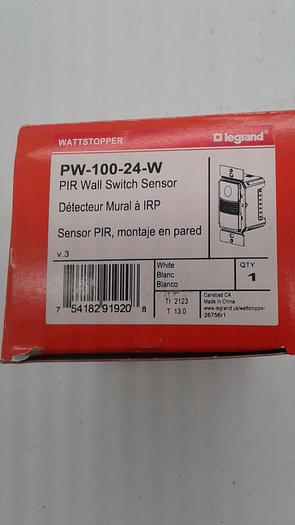 WATTSTOPPER
legrand
PW-100-24-W
PIR Wall Switch Sensor
Détecteur Mural à IRP
Sensor PIR, montaje en pared
v.3
7 54182 91920 8
White
Blanc
Blanco
QTY
1
Tr 2123
T 13.0
Carlsbad CA
Made in China
www.legrand.us/wattstopper
26756r1